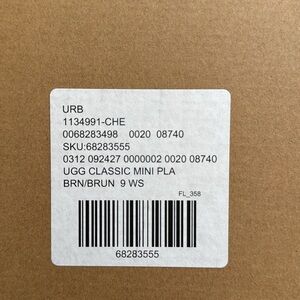 URB
1134991-CHE
0068283498 0020 08740
SKU:68283555
0312 092427 0000002 0020 08740
UGG CLASSIC MINI PLA
BRN/BRUN 9 WS
FL_358
68283555